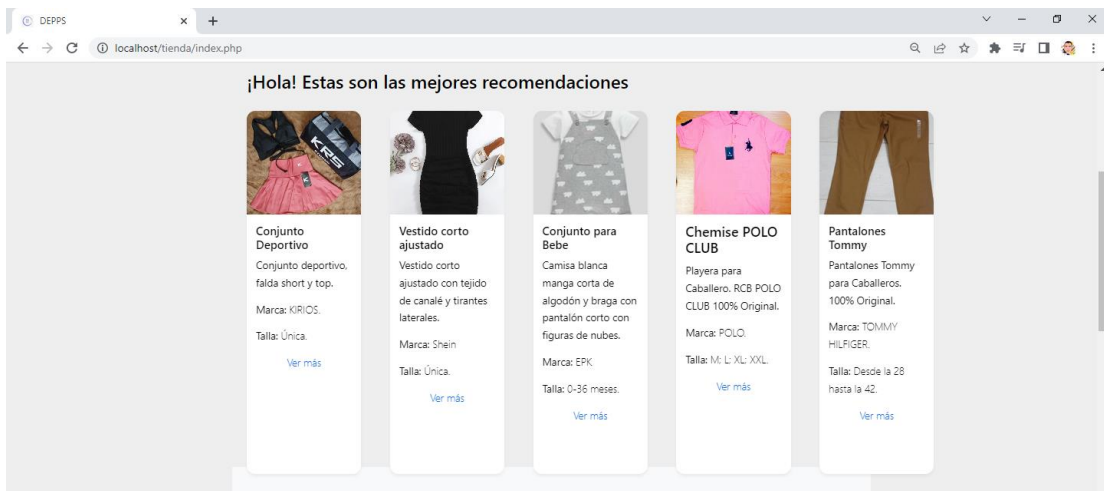 DEPPS
localhost/tienda/index.php
¡Hola! Estas son las mejores recomendaciones
KRS
Conjunto
Deportivo
Conjunto deportivo,
falda short y top.
Marca: KIRIOS.
Talla: Única.
Ver más
Vestido corto
ajustado
Vestido corto
ajustado con tejido
de canalé y tirantes
laterales.
Marca: Shein
Talla: Única.
Ver más
Conjunto para
Bebe
Camisa blanca
manga corta de
algodón y braga con
pantalón corto con
figuras de nubes.
Marca: EPK
Talla: 0-36 meses.
Ver más
Chemise POLO
CLUB
Playera para
Caballero. RCB POLO
CLUB 100% Original.
Marca: POLO.
Talla: M; L; XL; XXL.
Ver más
Pantalones
Tommy
Pantalones Tommy
para Caballeros.
100% Original.
Marca: TOMMY
HILFIGER.
Talla: Desde la 28
hasta la 42.
Ver más